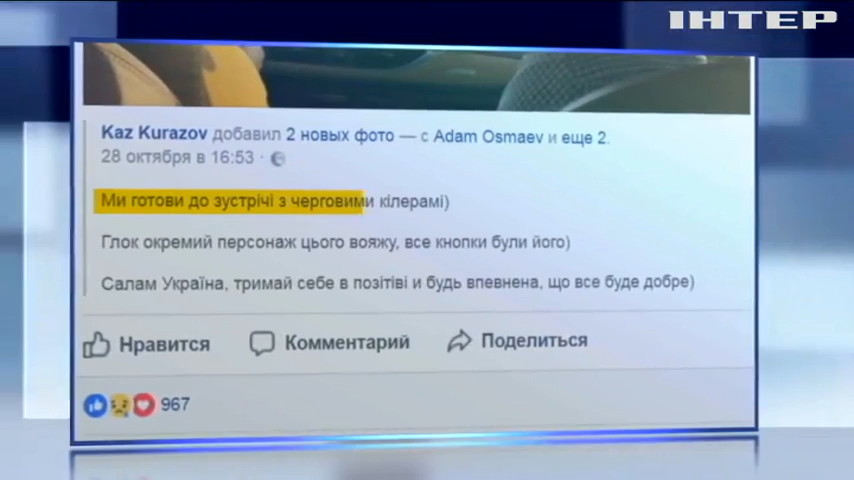 ІНТЕР
Kaz Kurazov добавил 2 новых фото — с Adam Osmaev и еще 2.
28 октября в 16:53 ·
Ми готови до зустрічі з черговими кілерамі)
Глок окремий персонаж цього вояжу, все кнопки були його)
Салам Україна, тримай себе в позітіві и будь впевнена, що все буде добре)
Нравится Комментарий Поделиться
967